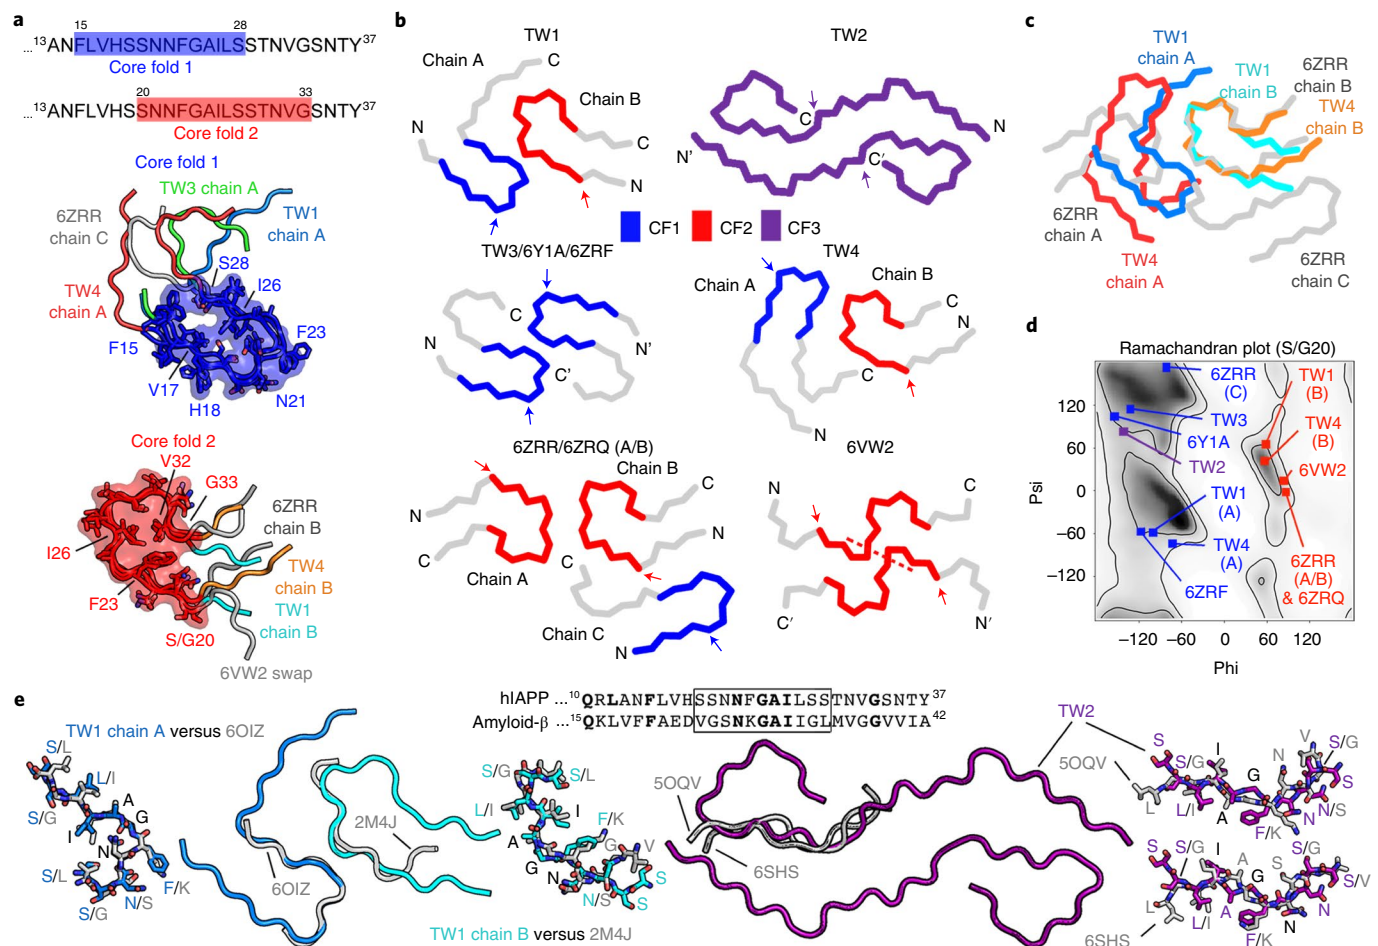 a
15
28
...13ANFLVHSSNNFGAILSSTNVGSNTY37
Core fold 1
20
33
...13ANFLVHSSNNFGAILSSTNVGSNTY37
Core fold 2
Core fold 1
TW3 chain A
6ZRR
chain C
TW1
chain A
S28
I26
TW4
chain A
F15
F23
V17
H18
N21
Core fold 2
V32
G33
6ZRR
chain B
I26
TW4
chain B
F23
TW1
chain B
S/G20
6VW2 swap
b
TW1
Chain A
C
Chain B
N
C
N
TW2
C
N
N′
C′
CF1
CF2
CF3
TW3/6Y1A/6ZRF
C
N
N′
C′
TW4
Chain A
Chain B
C
N
C
N
6ZRR/6ZRQ (A/B)
Chain B
C
N
N
C
C
Chain A
Chain C
N
6VW2
C
N
C′
N′
c
TW1
chain A
TW1
chain B
6ZRR
chain B
TW4
chain B
6ZRR
chain A
TW4
chain A
6ZRR
chain C
d
Ramachandran plot (S/G20)
6ZRR
(C)
TW1
(B)
TW3
6Y1A
TW4
(B)
TW2
6VW2
TW1
(A)
TW4
(A)
6ZRF
6ZRR
(A/B)
& 6ZRQ
120
60
0
−60
−120
Psi
−120
−60
0
60
120
Phi
e
hIAPP ...10QRLANFLVHSSNNFGAILSSTNVGSNTY37
Amyloid-β ...15QKLVFFAEDVGSNKGAIIGLMVGGVVIA42
TW1 chain A versus 6OIZ
S/L
L/I
A
S/G
G
I
N
S/L
F/K
S/G
N/S
6OIZ
2M4J
S/G
S/L
L/I
I
A
F/K
G
G
V
N
S
N/S
S
TW1 chain B versus 2M4J
5OQV
6SHS
TW2
5OQV
S
S/G
I
G
N
V
S/G
S
L
L/I
A
F/K
N
N/S
S
S/G
I
A
G
S
S/G
S/V
L
L/I
A
F/K
N
N
6SHS